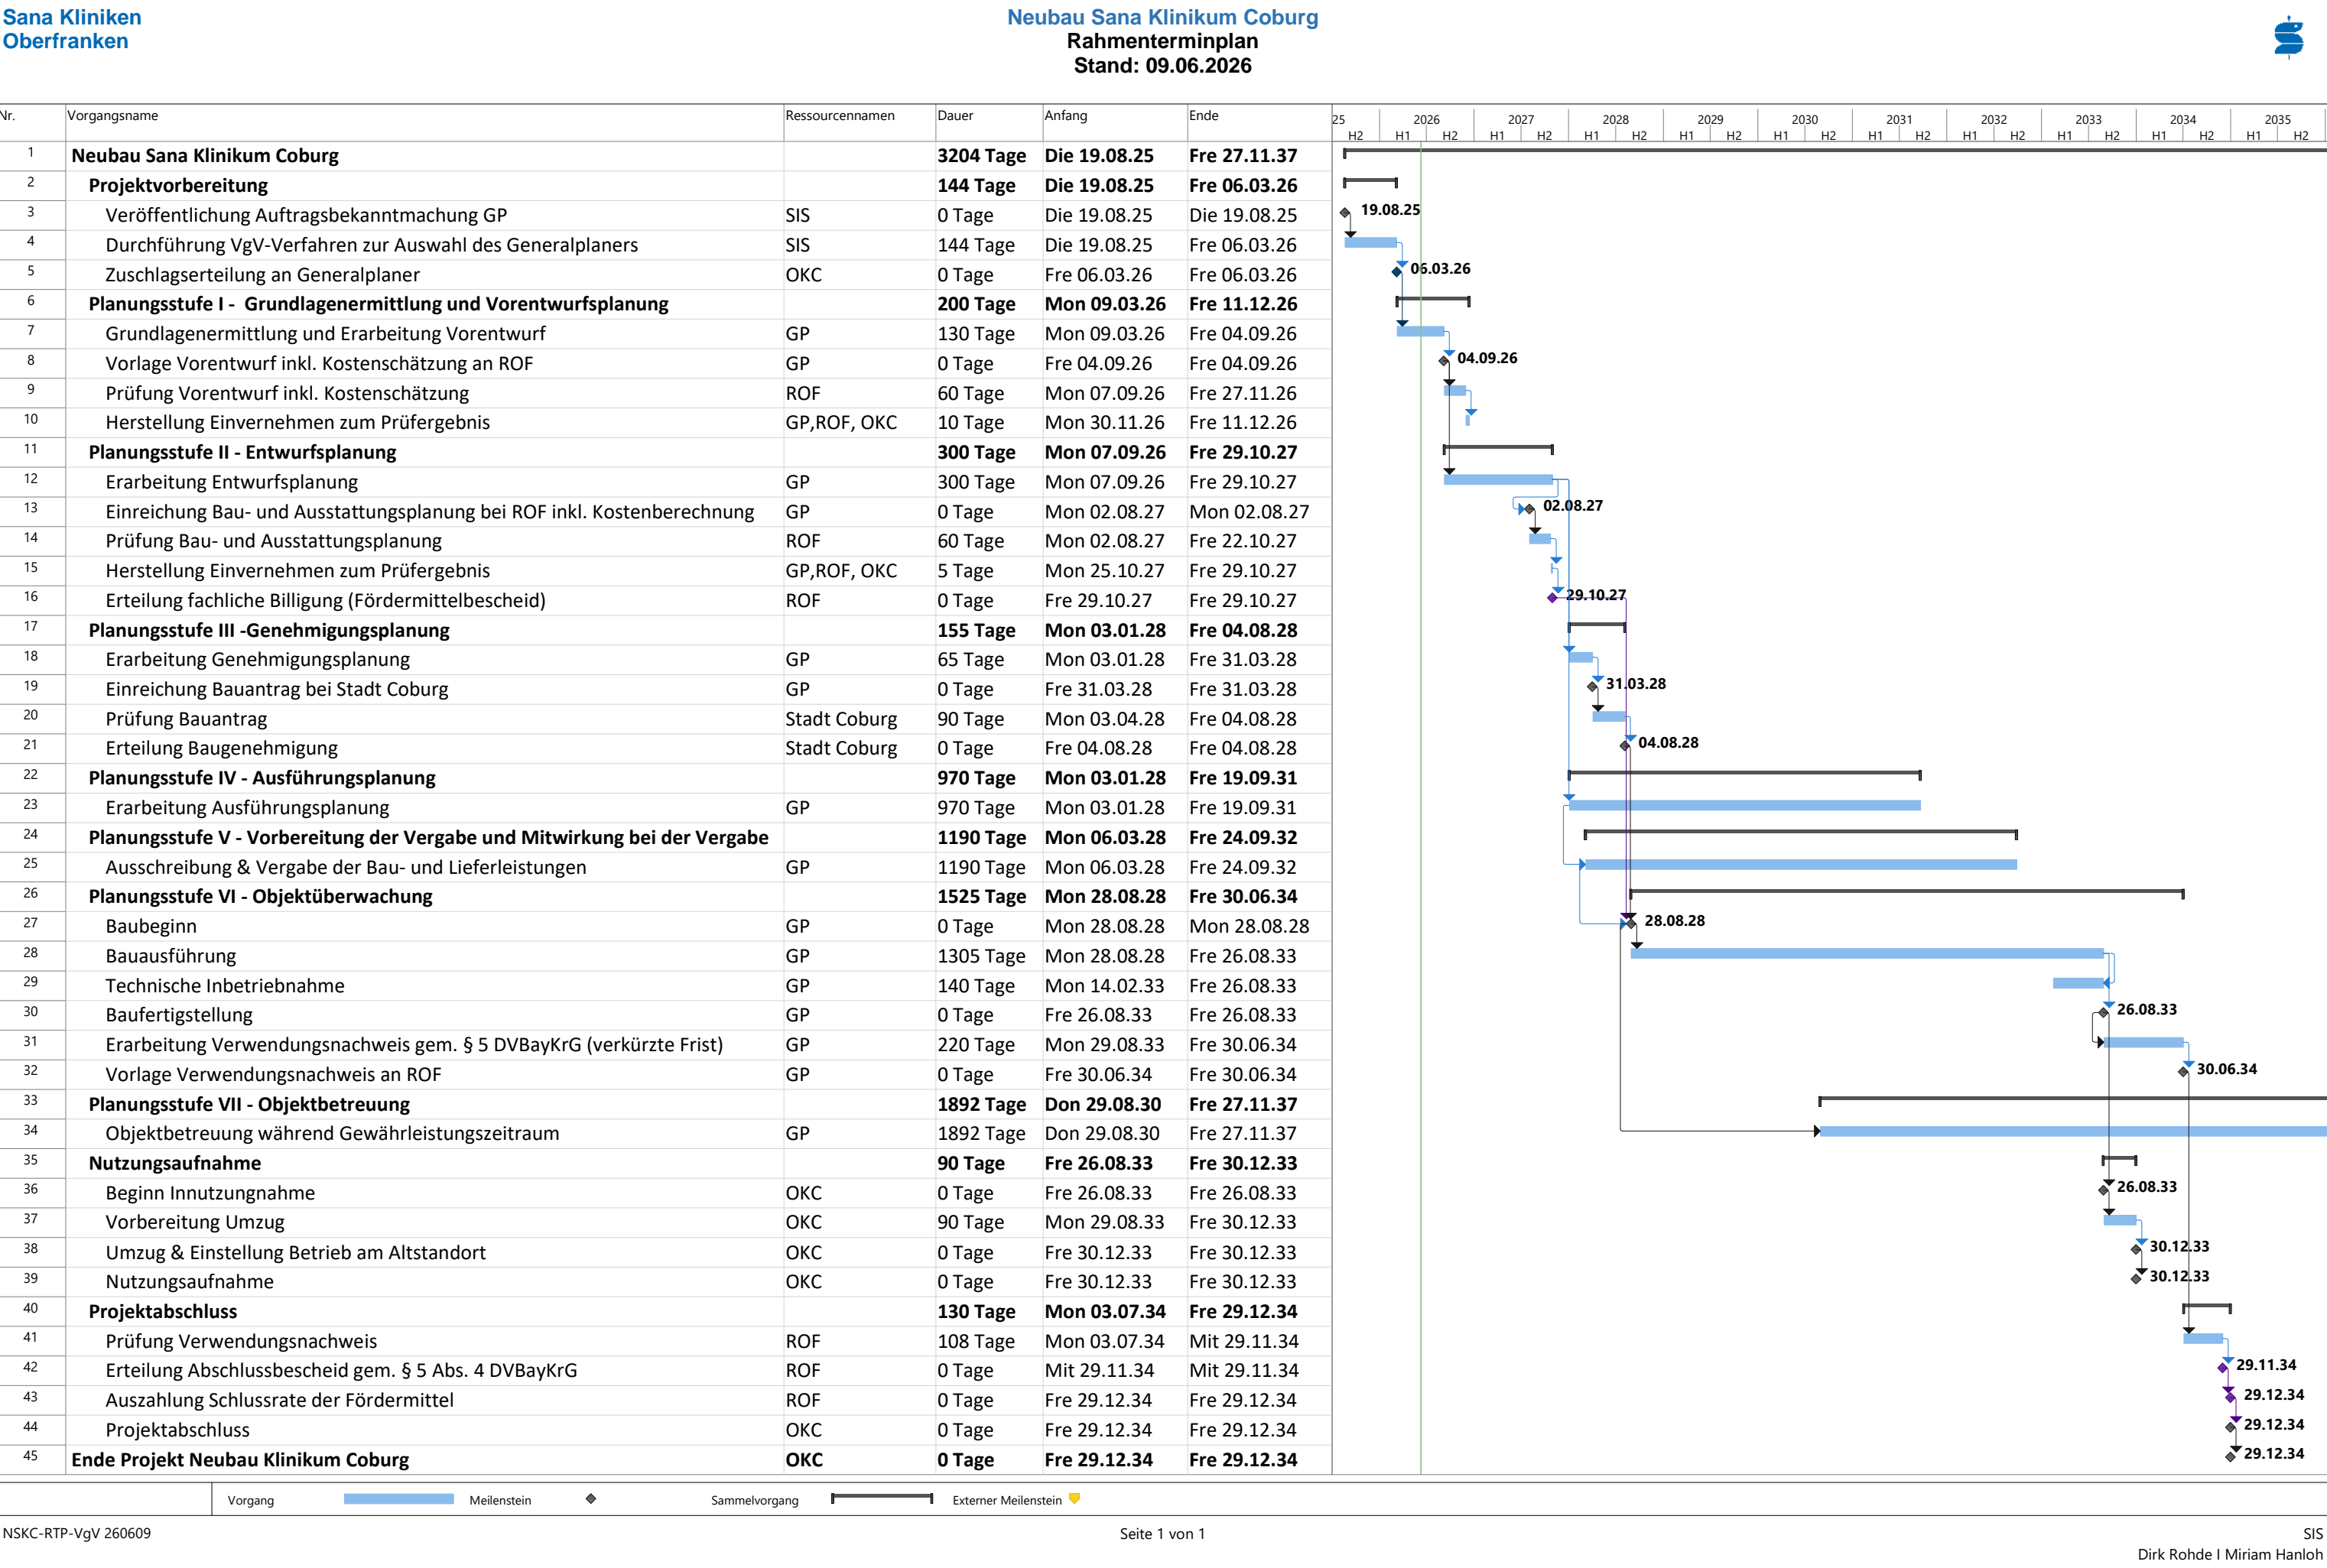 Sana Kliniken
Oberfranken
Neubau Sana Klinikum Coburg
Rahmenterminplan
Stand: 09.06.2026
Nr. Vorgangsname Ressourcennamen Dauer Anfang Ende
25 2026 2027 2028 2029 2030 2031 2032 2033 2034 2035
H2 H1 H2 H1 H2 H1 H2 H1 H2 H1 H2 H1 H2 H1 H2 H1 H2 H1 H2 H1 H2
1 Neubau Sana Klinikum Coburg 3204 Tage Die 19.08.25 Fre 27.11.37
2 Projektvorbereitung 144 Tage Die 19.08.25 Fre 06.03.26
3 Veröffentlichung Auftragsbekanntmachung GP SIS 0 Tage Die 19.08.25 Die 19.08.25 19.08.25
4 Durchführung VgV-Verfahren zur Auswahl des Generalplaners SIS 144 Tage Die 19.08.25 Fre 06.03.26
5 Zuschlagserteilung an Generalplaner OKC 0 Tage Fre 06.03.26 Fre 06.03.26 06.03.26
6 Planungsstufe I - Grundlagenermittlung und Vorentwurfsplanung 200 Tage Mon 09.03.26 Fre 11.12.26
7 Grundlagenermittlung und Erarbeitung Vorentwurf GP 130 Tage Mon 09.03.26 Fre 04.09.26
8 Vorlage Vorentwurf inkl. Kostenschätzung an ROF GP 0 Tage Fre 04.09.26 Fre 04.09.26 04.09.26
9 Prüfung Vorentwurf inkl. Kostenschätzung ROF 60 Tage Mon 07.09.26 Fre 27.11.26
10 Herstellung Einvernehmen zum Prüfergebnis GP,ROF, OKC 10 Tage Mon 30.11.26 Fre 11.12.26
11 Planungsstufe II - Entwurfsplanung 300 Tage Mon 07.09.26 Fre 29.10.27
12 Erarbeitung Entwurfsplanung GP 300 Tage Mon 07.09.26 Fre 29.10.27
13 Einreichung Bau- und Ausstattungsplanung bei ROF inkl. Kostenberechnung GP 0 Tage Mon 02.08.27 Mon 02.08.27 02.08.27
14 Prüfung Bau- und Ausstattungsplanung ROF 60 Tage Mon 02.08.27 Fre 22.10.27
15 Herstellung Einvernehmen zum Prüfergebnis GP,ROF, OKC 5 Tage Mon 25.10.27 Fre 29.10.27
16 Erteilung fachliche Billigung (Fördermittelbescheid) ROF 0 Tage Fre 29.10.27 Fre 29.10.27 29.10.27
17 Planungsstufe III -Genehmigungsplanung 155 Tage Mon 03.01.28 Fre 04.08.28
18 Erarbeitung Genehmigungsplanung GP 65 Tage Mon 03.01.28 Fre 31.03.28
19 Einreichung Bauantrag bei Stadt Coburg GP 0 Tage Fre 31.03.28 Fre 31.03.28 31.03.28
20 Prüfung Bauantrag Stadt Coburg 90 Tage Mon 03.04.28 Fre 04.08.28
21 Erteilung Baugenehmigung Stadt Coburg 0 Tage Fre 04.08.28 Fre 04.08.28 04.08.28
22 Planungsstufe IV - Ausführungsplanung 970 Tage Mon 03.01.28 Fre 19.09.31
23 Erarbeitung Ausführungsplanung GP 970 Tage Mon 03.01.28 Fre 19.09.31
24 Planungsstufe V - Vorbereitung der Vergabe und Mitwirkung bei der Vergabe 1190 Tage Mon 06.03.28 Fre 24.09.32
25 Ausschreibung & Vergabe der Bau- und Lieferleistungen GP 1190 Tage Mon 06.03.28 Fre 24.09.32
26 Planungsstufe VI - Objektüberwachung 1525 Tage Mon 28.08.28 Fre 30.06.34
27 Baubeginn GP 0 Tage Mon 28.08.28 Mon 28.08.28 28.08.28
28 Bauausführung GP 1305 Tage Mon 28.08.28 Fre 26.08.33
29 Technische Inbetriebnahme GP 140 Tage Mon 14.02.33 Fre 26.08.33
30 Baufertigstellung GP 0 Tage Fre 26.08.33 Fre 26.08.33 26.08.33
31 Erarbeitung Verwendungsnachweis gem. § 5 DVBayKrG (verkürzte Frist) GP 220 Tage Mon 29.08.33 Fre 30.06.34
32 Vorlage Verwendungsnachweis an ROF GP 0 Tage Fre 30.06.34 Fre 30.06.34 30.06.34
33 Planungsstufe VII - Objektbetreuung 1892 Tage Don 29.08.30 Fre 27.11.37
34 Objektbetreuung während Gewährleistungszeitraum GP 1892 Tage Don 29.08.30 Fre 27.11.37
35 Nutzungsaufnahme 90 Tage Fre 26.08.33 Fre 30.12.33
36 Beginn Innutzungnahme OKC 0 Tage Fre 26.08.33 Fre 26.08.33 26.08.33
37 Vorbereitung Umzug OKC 90 Tage Mon 29.08.33 Fre 30.12.33
38 Umzug & Einstellung Betrieb am Altstandort OKC 0 Tage Fre 30.12.33 Fre 30.12.33 30.12.33
39 Nutzungsaufnahme OKC 0 Tage Fre 30.12.33 Fre 30.12.33 30.12.33
40 Projektabschluss 130 Tage Mon 03.07.34 Fre 29.12.34
41 Prüfung Verwendungsnachweis ROF 108 Tage Mon 03.07.34 Mit 29.11.34
42 Erteilung Abschlussbescheid gem. § 5 Abs. 4 DVBayKrG ROF 0 Tage Mit 29.11.34 Mit 29.11.34 29.11.34
43 Auszahlung Schlussrate der Fördermittel ROF 0 Tage Fre 29.12.34 Fre 29.12.34 29.12.34
44 Projektabschluss OKC 0 Tage Fre 29.12.34 Fre 29.12.34 29.12.34
45 Ende Projekt Neubau Klinikum Coburg OKC 0 Tage Fre 29.12.34 Fre 29.12.34 29.12.34
Vorgang Meilenstein Sammelvorgang Externer Meilenstein
NSKC-RTP-VgV 260609 Seite 1 von 1 SIS
Dirk Rohde I Miriam Hanloh